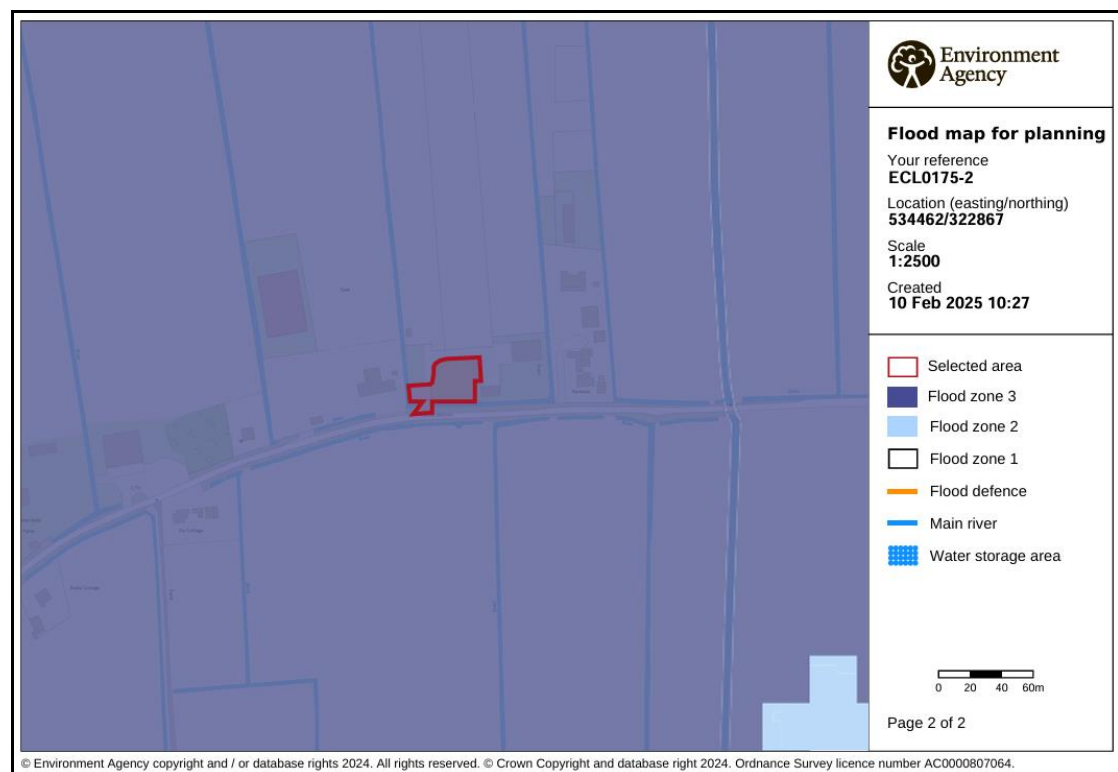 Environment
Agency
Flood map for planning
Your reference
ECL0175-2
Location (easting/northing)
534462/322867
Scale
1:2500
Created
10 Feb 2025 10:27
Selected area
Flood zone 3
Flood zone 2
Flood zone 1
Flood defence
Main river
Water storage area
0 20 40 60m
Page 2 of 2
© Environment Agency copyright and / or database rights 2024. All rights reserved. © Crown Copyright and database right 2024. Ordnance Survey licence number AC0000807064.